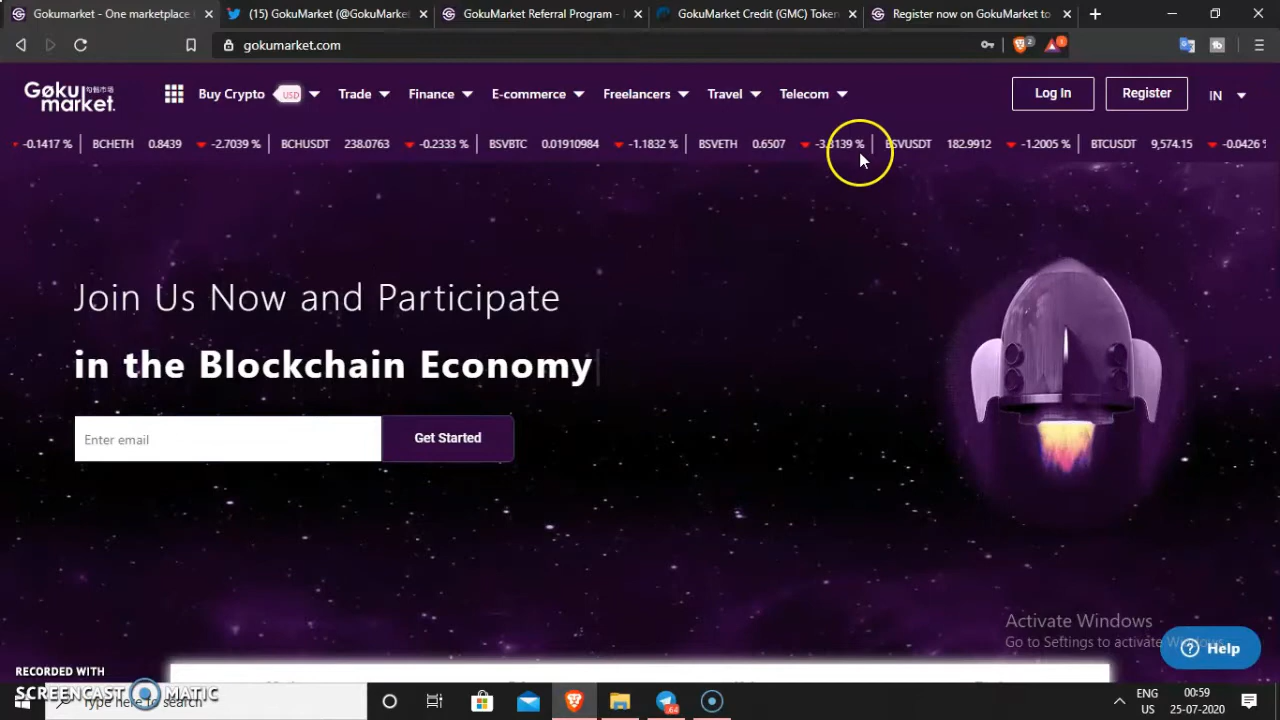 Gokumarket - One marketplace
(15) GokuMarket (@GokuMarket
GokuMarket Referral Program -
GokuMarket Credit (GMC) Token
Register now on GokuMarket to
gokumarket.com
2
1
Gøku
market.
Buy Crypto USD Trade Finance E-commerce Freelancers Travel Telecom
Log In
Register
IN
-0.1417 % BCHETH 0.8439 -2.7039 % BCHUSDT 238.0763 -0.2333 % BSVBTC 0.01910984 -1.1832 % BSVETH 0.6507 BSVUSDT 182.9912 -1.2005 % BTCUSDT 9,574.15 -0.0426
Join Us Now and Participate
in the Blockchain Economy
Enter email
Get Started
Activate Windows
Go to Settings to activate Windows.
Help
RECORDED WITH
SCREENCAST MATIC
Type here to search
ENG
US
00:59
25-07-2020